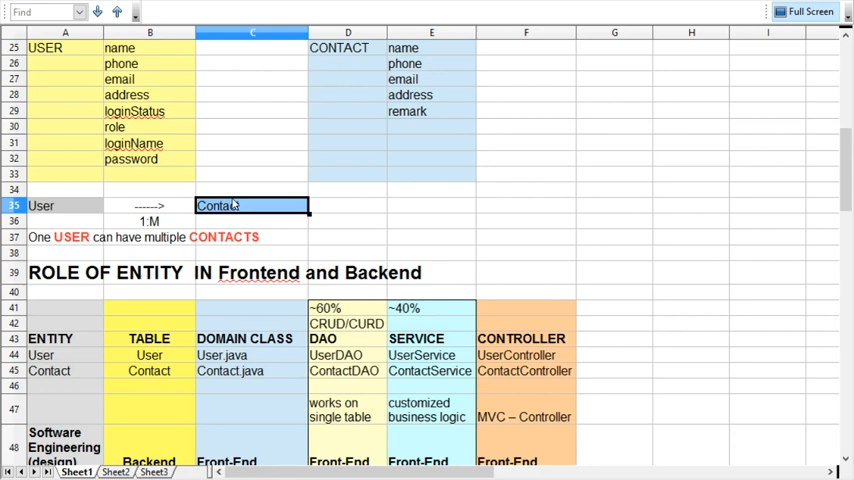 Find
Full Screen
A B C D E F G H I
25 USER name CONTACT name
26 phone phone
27 email email
28 address address
29 loginStatus remark
30 role
31 loginName
32 password
33
34
35 User ------> Contact
36 1:M
37 One USER can have multiple CONTACTS
38
39 ROLE OF ENTITY IN Frontend and Backend
40
41 ~60% ~40%
42 CRUD/CURD
43 ENTITY TABLE DOMAIN CLASS DAO SERVICE CONTROLLER
44 User User User.java UserDAO UserService UserController
45 Contact Contact Contact.java ContactDAO ContactService ContactController
46
works on customized
47 single table business logic MVC – Controller
Software
Engineering
48 (design) Backend Front-End Front-End Front-End Front-End
Sheet1 Sheet2 Sheet3